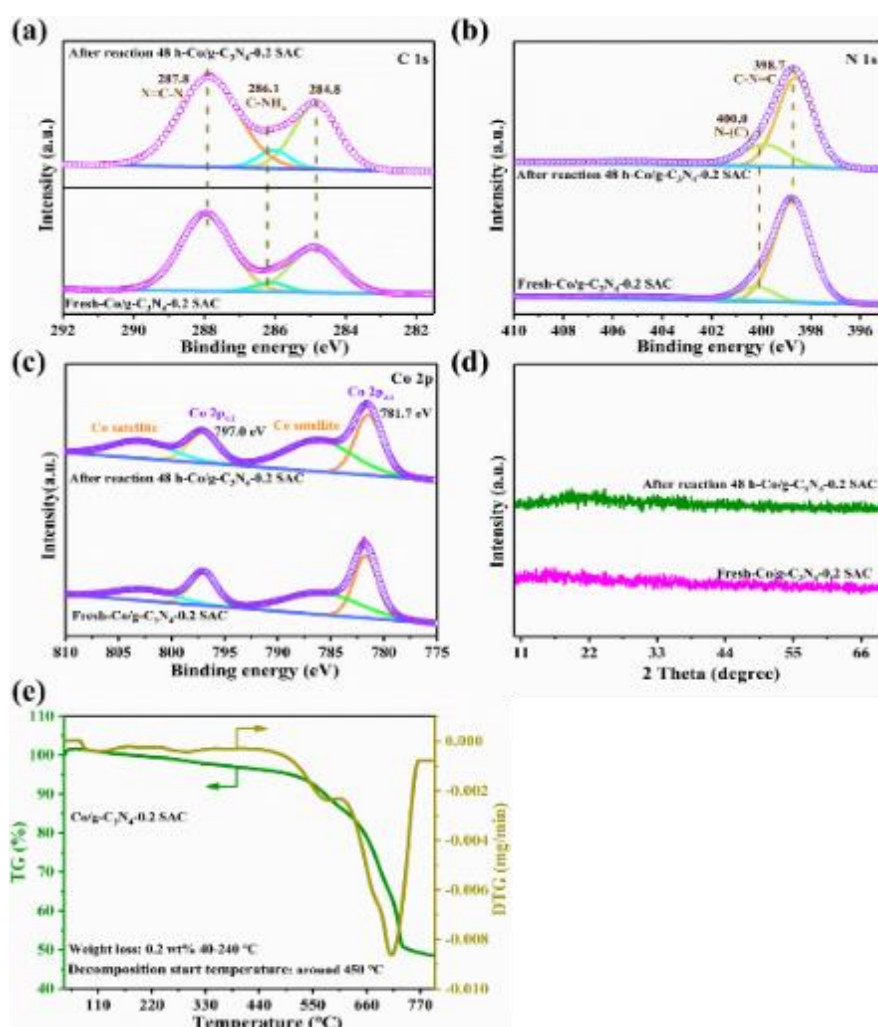 (a)
After reaction 48 h-Co/g-C₃N₄-0.2 SAC
C 1s
287.8
N=C-N
286.1
C-NHₓ
284.8
Fresh-Co/g-C₃N₄-0.2 SAC
Intensity (a.u.)
292 290 288 286 284 282
Binding energy (eV)
(b)
N 1s
398.7
C-N=C
400.0
N-(C)
After reaction 48 h-Co/g-C₃N₄-0.2 SAC
Fresh-Co/g-C₃N₄-0.2 SAC
Intensity (a.u.)
410 408 406 404 402 400 398 396
Binding energy (eV)
(c)
Co 2p
Co 2p
781.7 eV
Co 2p
797.0 eV
Co satellite
Co satellite
After reaction 48 h-Co/g-C₃N₄-0.2 SAC
Fresh-Co/g-C₃N₄-0.2 SAC
Intensity(a.u.)
810 805 800 795 790 785 780 775
Binding energy (eV)
(d)
After reaction 48 h-Co/g-C₃N₄-0.2 SAC
Fresh-Co/g-C₃N₄-0.2 SAC
Intensity (a.u.)
11 22 33 44 55 66
2 Theta (degree)
(e)
110
100
90
80
70
60
50
40
TG (%)
Co/g-C₃N₄-0.2 SAC
Weight loss: 0.2 wt% 40-240 °C
Decomposition start temperature: around 450 °C
0.000
-0.002
-0.004
-0.006
-0.008
-0.010
DTG (mg/min)
110 220 330 440 550 660 770
Temperature (°C)